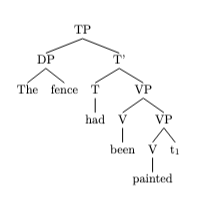 TP
DP T'
The fence T VP
had V VP
been V t₁
painted